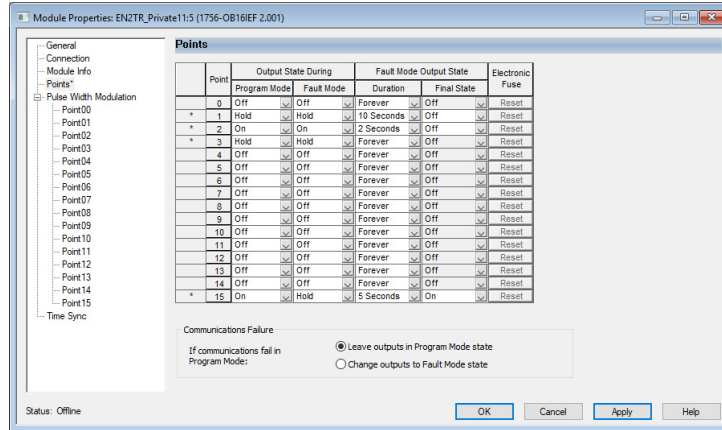 Module Properties: EN2TR_Private11:5 (1756-OB16IEF 2.001)
General
Connection
Module Info
Points*
Pulse Width Modulation
Point00
Point01
Point02
Point03
Point04
Point05
Point06
Point07
Point08
Point09
Point10
Point11
Point12
Point13
Point14
Point15
Time Sync
Points
Point Output State During Fault Mode Output State Electronic Fuse
Program Mode Fault Mode Duration Final State
0 Off Off Forever Off Reset
* 1 Hold Hold 10 Seconds Off Reset
* 2 On On 2 Seconds Off Reset
* 3 Hold Hold Forever Off Reset
4 Off Off Forever Off Reset
5 Off Off Forever Off Reset
6 Off Off Forever Off Reset
7 Off Off Forever Off Reset
8 Off Off Forever Off Reset
9 Off Off Forever Off Reset
10 Off Off Forever Off Reset
11 Off Off Forever Off Reset
12 Off Off Forever Off Reset
13 Off Off Forever Off Reset
14 Off Off Forever Off Reset
* 15 On Hold 5 Seconds On Reset
Communications Failure
If communications fail in
Program Mode:
Leave outputs in Program Mode state
Change outputs to Fault Mode state
Status: Offline
OK Cancel Apply Help